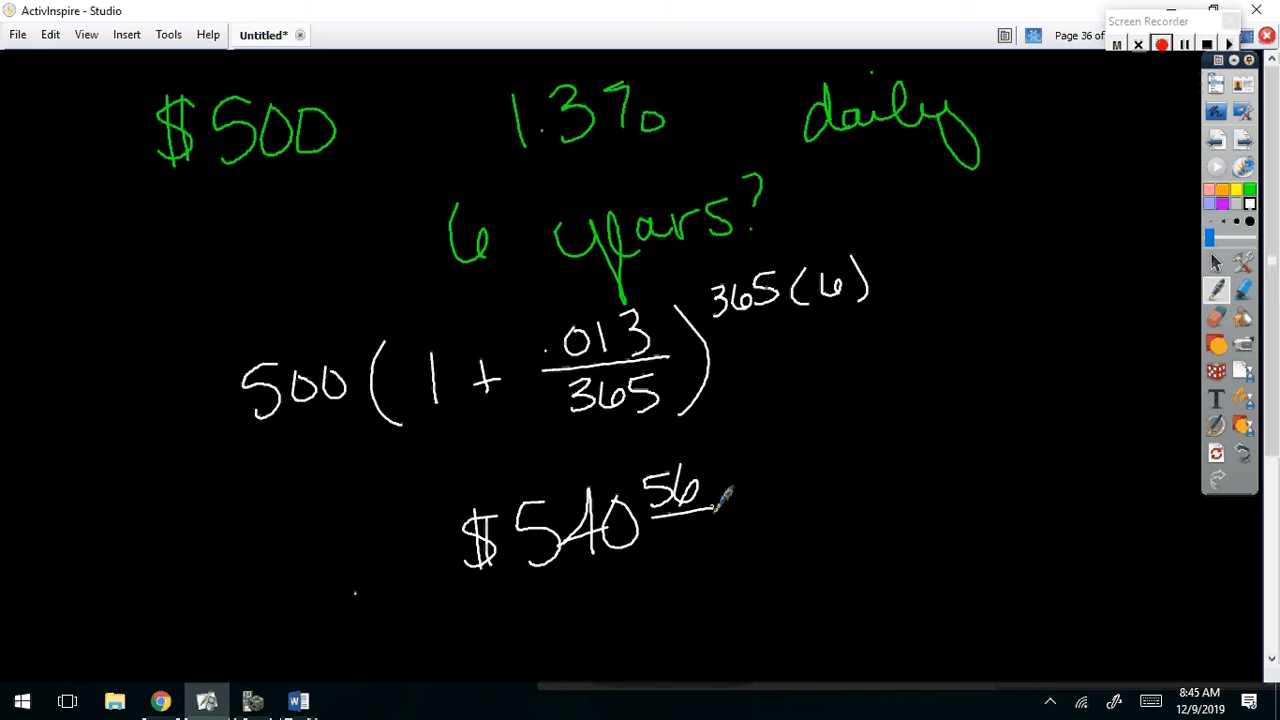 ActivInspire - Studio
Screen Recorder
File Edit View Insert Tools Help Untitled* Page 36 of
$500 1.3% daily
6 years?
500 ( 1 + .013 / 365 ) 365(6)
$540 56
8:45 AM
12/9/2019